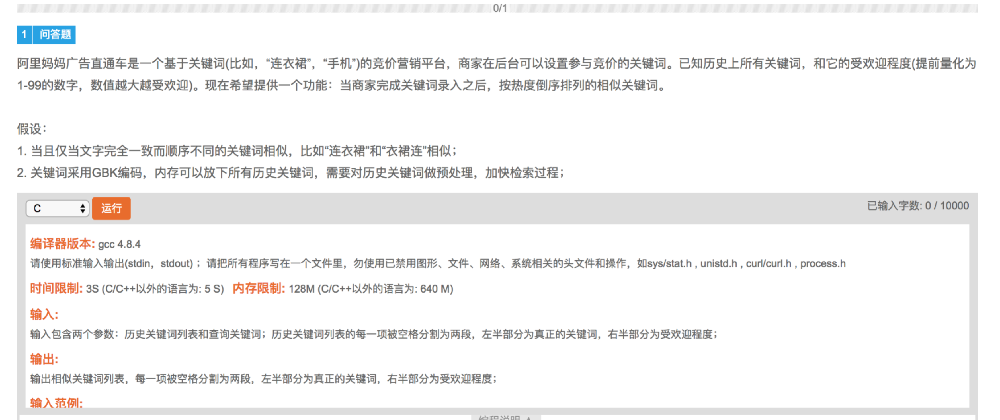 0/1
1 问答题
阿里妈妈广告直通车是一个基于关键词(比如，“连衣裙”，“手机”)的竞价营销平台，商家在后台可以设置参与竞价的关键词。已知历史上所有关键词，和它的受欢迎程度(提前量化为
1-99的数字，数值越大越受欢迎)。现在希望提供一个功能：当商家完成关键词录入之后，按热度倒序排列的相似关键词。
假设：
1. 当且仅当文字完全一致而顺序不同的关键词相似，比如“连衣裙”和“衣裙连”相似；
2. 关键词采用GBK编码，内存可以放下所有历史关键词，需要对历史关键词做预处理，加快检索过程；
C 运行 已输入字数: 0 / 10000
编译器版本: gcc 4.8.4
请使用标准输入输出(stdin，stdout) ；请把所有程序写在一个文件里，勿使用已禁用图形、文件、网络、系统相关的头文件和操作，如sys/stat.h , unistd.h , curl/curl.h , process.h
时间限制: 3S (C/C++以外的语言为: 5 S) 内存限制: 128M (C/C++以外的语言为: 640 M)
输入:
输入包含两个参数：历史关键词列表和查询关键词；历史关键词列表的每一项被空格分割为两段，左半部分为真正的关键词，右半部分为受欢迎程度；
输出:
输出相似关键词列表，每一项被空格分割为两段，左半部分为真正的关键词，右半部分为受欢迎程度；
输入范例:
编程说明